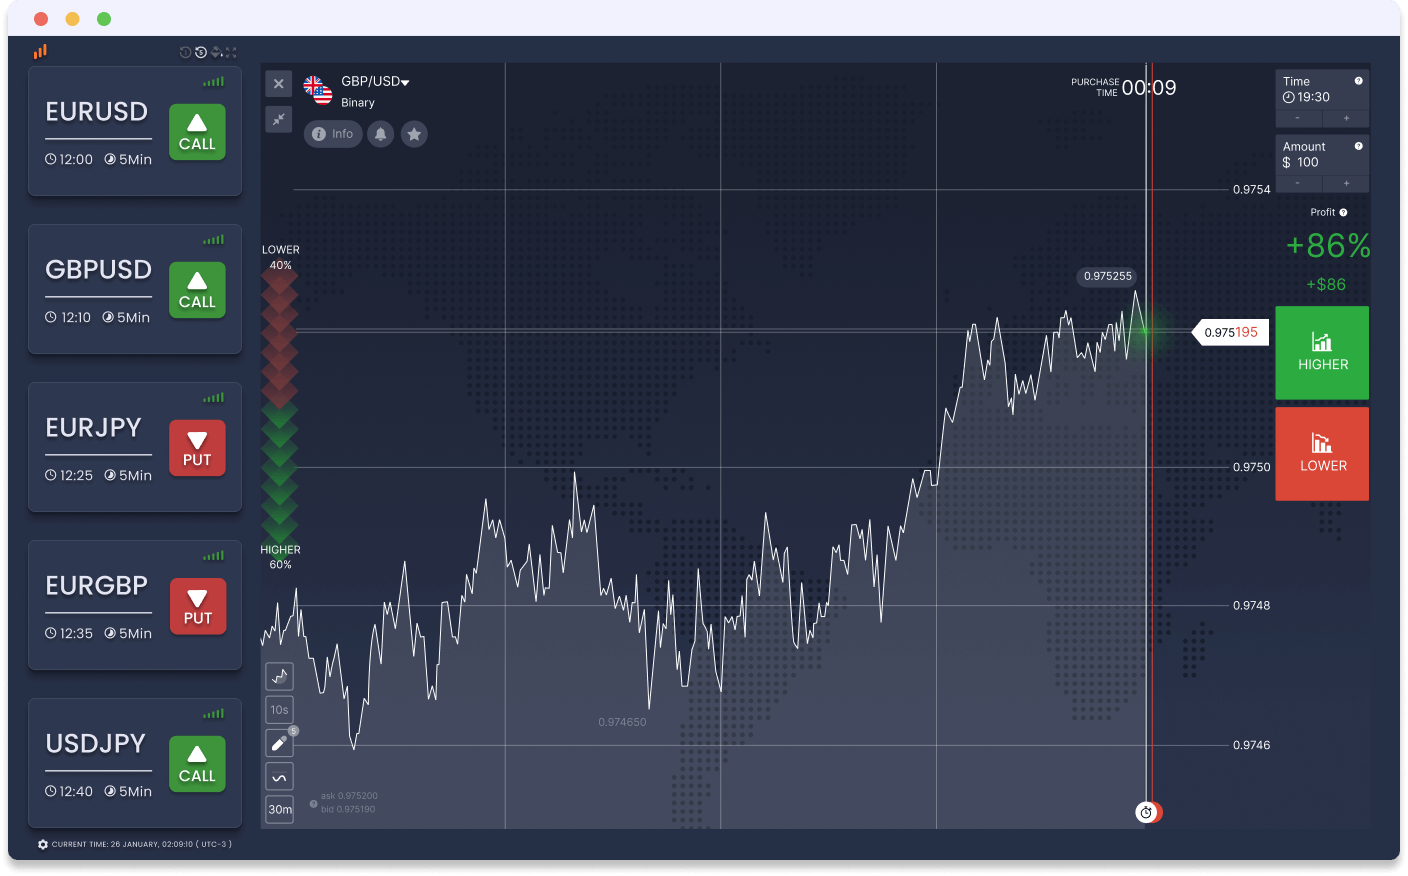 EURUSD
12:00 5Min
CALL
GBPUSD
12:10 5Min
CALL
EURJPY
12:25 5Min
PUT
EURGBP
12:35 5Min
PUT
USDJPY
12:40 5Min
CALL
CURRENT TIME: 26 JANUARY, 02:09:10 ( UTC-3 )
GBP/USD
Binary
Info
PURCHASE
TIME 00:09
LOWER
40%
HIGHER
60%
10s
5
30m
ask 0.975200
bid 0.975190
0.974650
0.975255
0.9754
0.975195
0.9750
0.9748
0.9746
Time
19:30
- +
Amount
$ 100
- +
Profit
+86%
+$86
HIGHER
LOWER